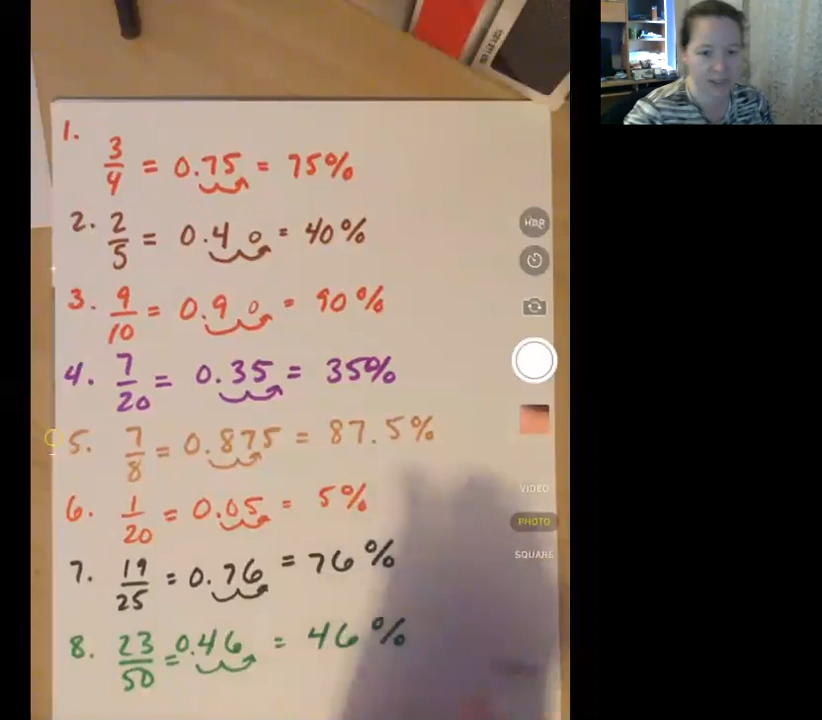 1.
3/4 = 0.75 = 75%
2. 2/5 = 0.40 = 40%
3. 9/10 = 0.90 = 90%
4. 7/20 = 0.35 = 35%
5. 7/8 = 0.875 = 87.5%
6. 1/20 = 0.05 = 5%
7. 19/25 = 0.76 = 76%
8. 23/50 = 0.46 = 46%
HDR
VIDEO
PHOTO
SQUARE